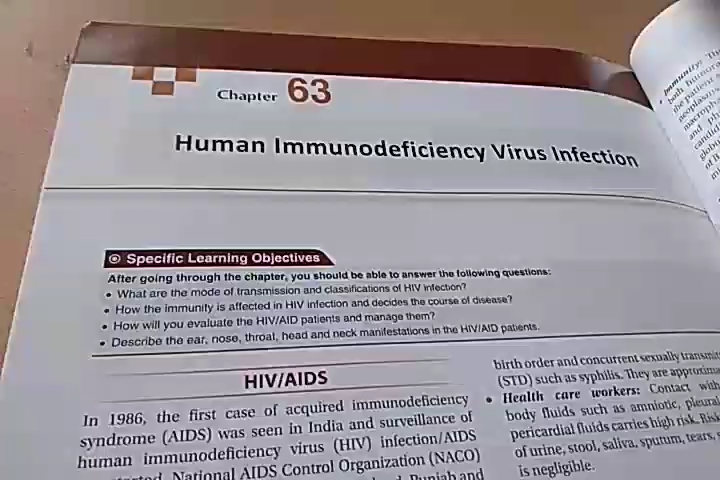 Chapter 63
Human Immunodeficiency Virus Infection
Specific Learning Objectives
After going through the chapter, you should be able to answer the following questions:
• What are the mode of transmission and classifications of HIV infection?
• How the immunity is affected in HIV infection and decides the course of disease?
• How will you evaluate the HIV/AID patients and manage them?
• Describe the ear, nose, throat, head and neck manifestations in the HIV/AID patients.
HIV/AIDS
In 1986, the first case of acquired immunodeficiency
syndrome (AIDS) was seen in India and surveillance of
human immunodeficiency virus (HIV) infection/AIDS
National AIDS Control Organization (NACO)
Punjab and
birth order and concurrent sexually
(STD) such as syphilis. They are
• Health care workers: Contact with
body fluids such as amniotic, pleural
pericardial fluids carries high risk. Risk
of urine, stool, saliva, sputum, tears,
is negligible.
immunity:
both
the
and